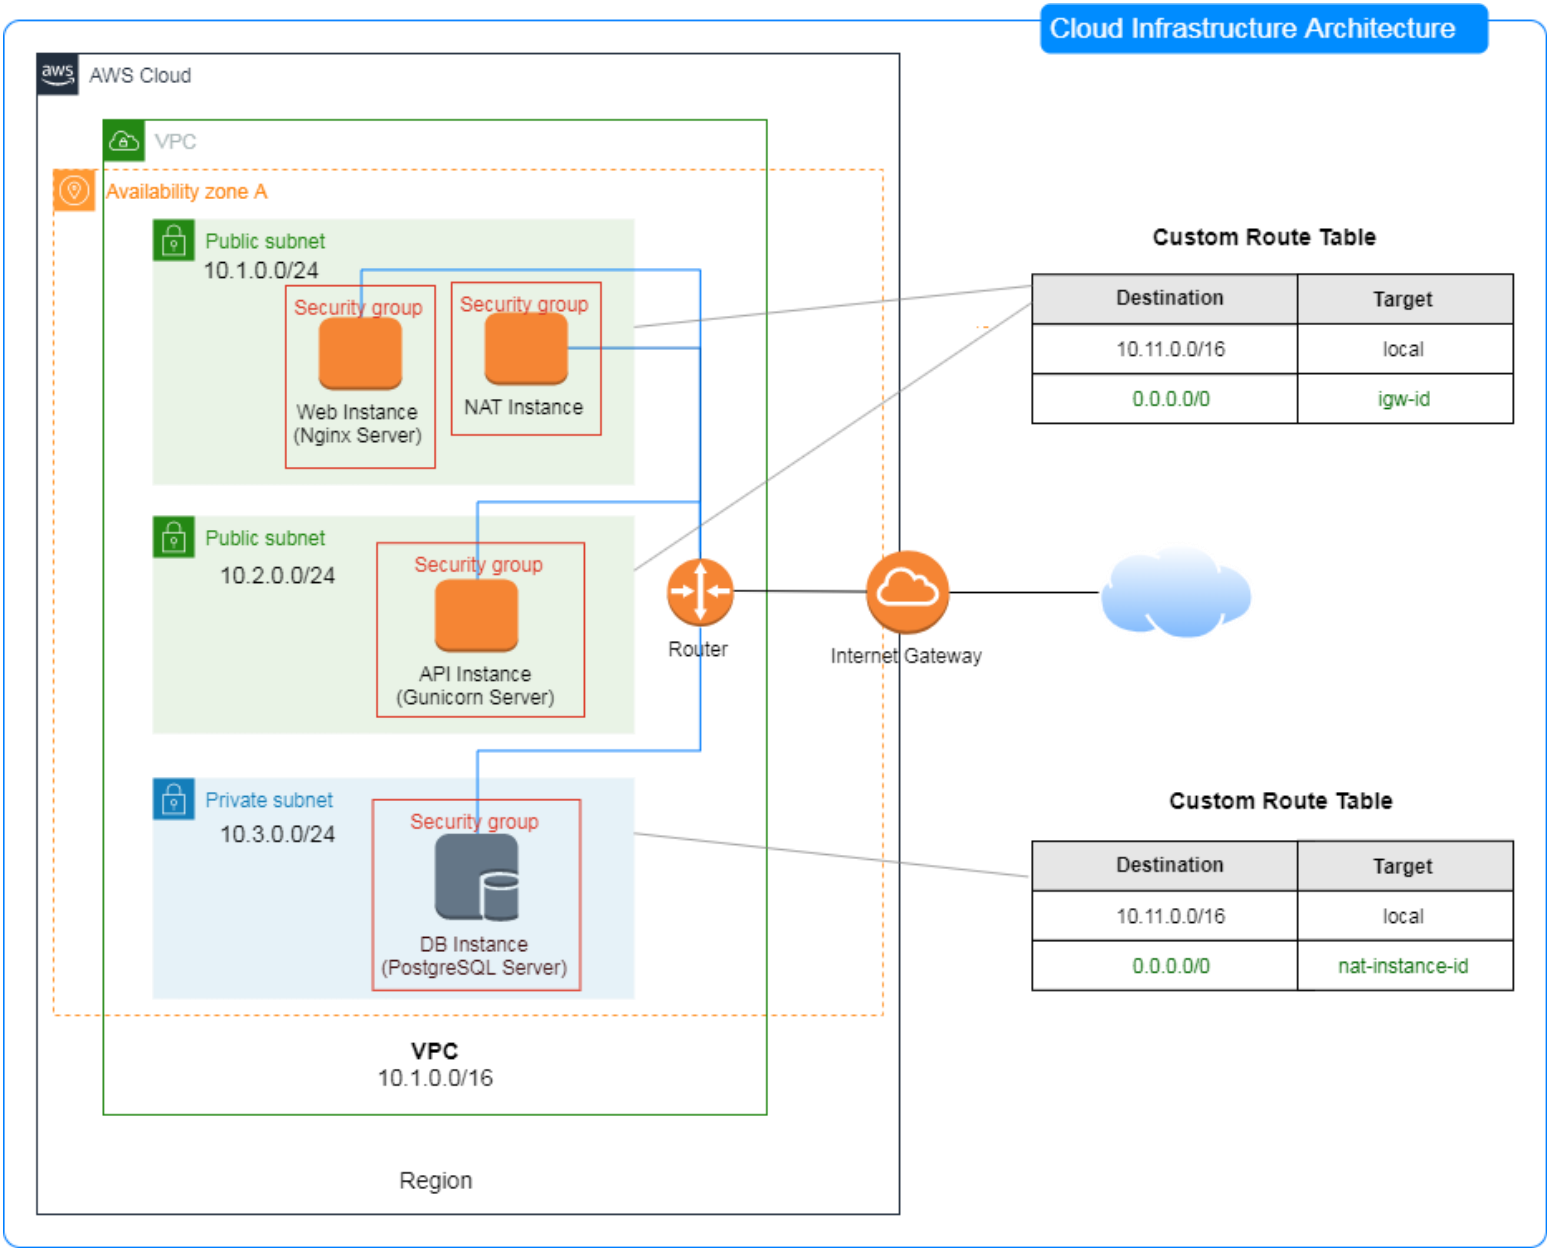 Cloud Infrastructure Architecture
aws
AWS Cloud
VPC
Availability zone A
Public subnet
10.1.0.0/24
Security group
Web Instance
(Nginx Server)
Security group
NAT Instance
Public subnet
10.2.0.0/24
Security group
API Instance
(Gunicorn Server)
Private subnet
10.3.0.0/24
Security group
DB Instance
(PostgreSQL Server)
VPC
10.1.0.0/16
Region
Router
Internet Gateway
Custom Route Table
Destination Target
10.11.0.0/16 local
0.0.0.0/0 igw-id
Custom Route Table
Destination Target
10.11.0.0/16 local
0.0.0.0/0 nat-instance-id